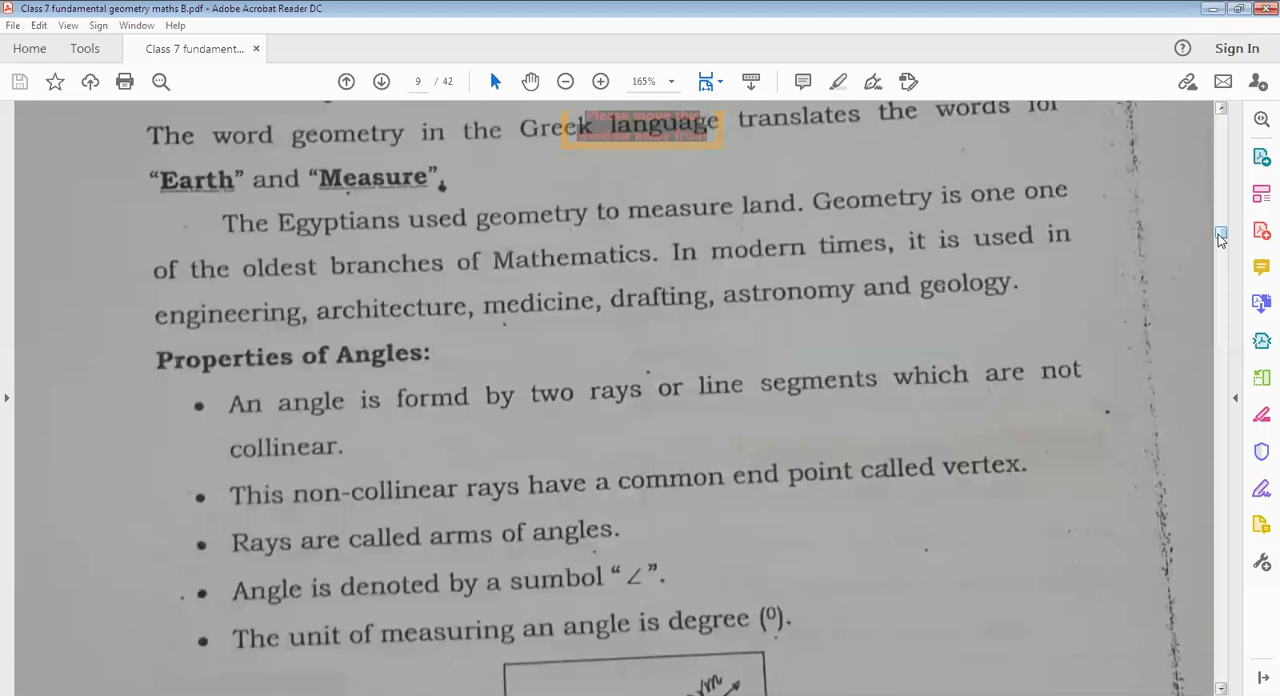 Class 7 fundamental geometry maths B.pdf - Adobe Acrobat Reader DC
File Edit View Sign Window Help
Home Tools Class 7 fundament... Sign In
9 / 42 165%
The word geometry in the Greek language translates the words for
“Earth” and “Measure”.
The Egyptians used geometry to measure land. Geometry is one one
of the oldest branches of Mathematics. In modern times, it is used in
engineering, architecture, medicine, drafting, astronomy and geology.
Properties of Angles:
• An angle is formd by two rays or line segments which are not
collinear.
• This non-collinear rays have a common end point called vertex.
• Rays are called arms of angles.
• Angle is denoted by a sumbol “∠”.
• The unit of measuring an angle is degree (⁰).